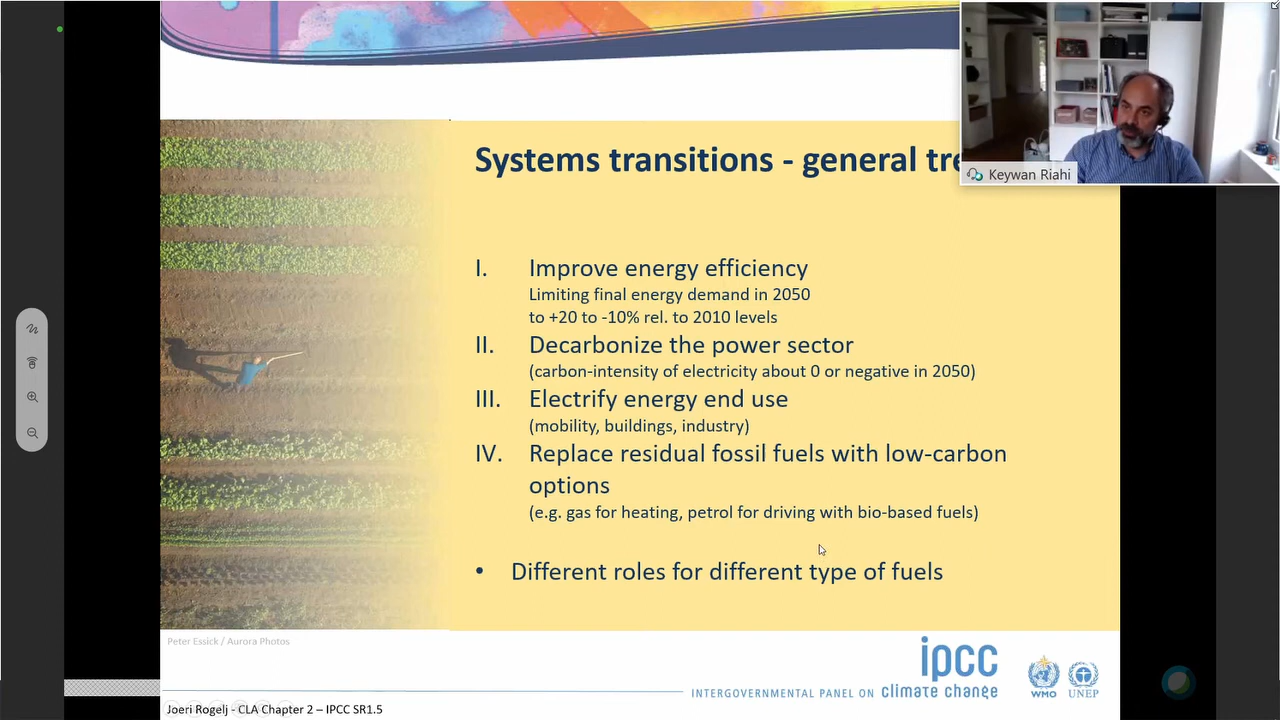 Systems transitions - general
Keywan Riahi
I. Improve energy efficiency
Limiting final energy demand in 2050
to +20 to -10% rel. to 2010 levels
II. Decarbonize the power sector
(carbon-intensity of electricity about 0 or negative in 2050)
III. Electrify energy end use
(mobility, buildings, industry)
IV. Replace residual fossil fuels with low-carbon
options
(e.g. gas for heating, petrol for driving with bio-based fuels)
• Different roles for different type of fuels
Peter Essick / Aurora Photos
ipcc
INTERGOVERNMENTAL PANEL ON climate change
WMO
UNEP
Joeri Rogelj - CLA Chapter 2 – IPCC SR1.5